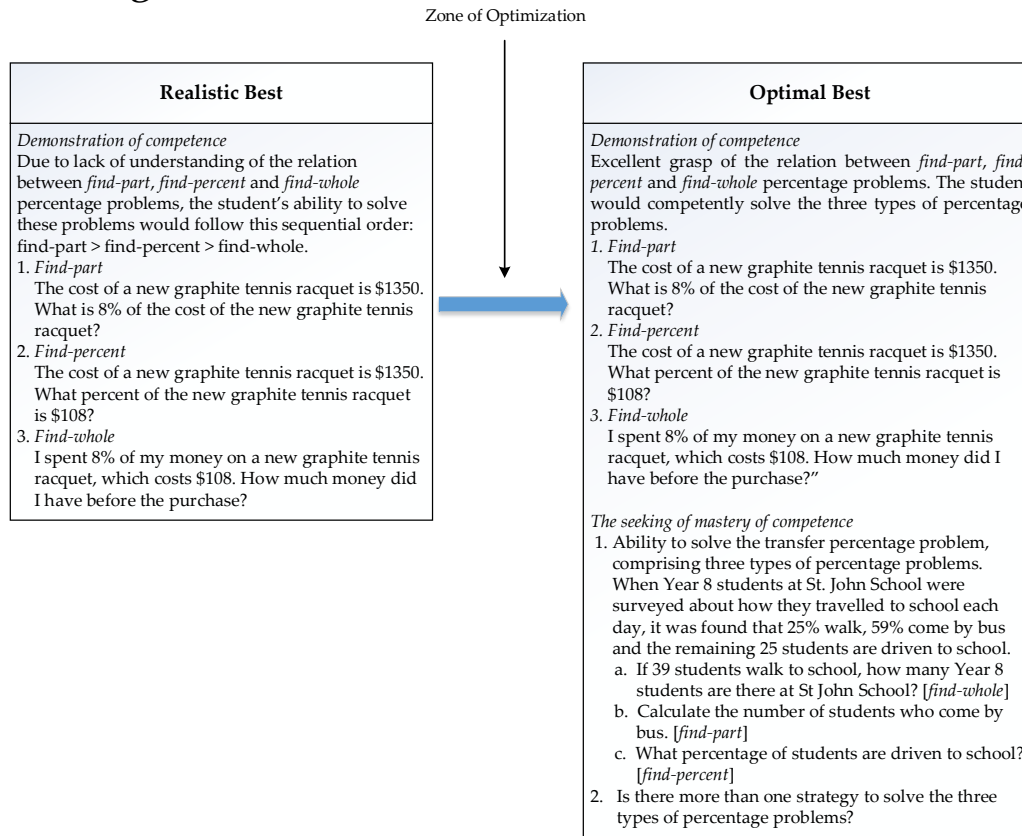 Zone of Optimization
Realistic Best
Demonstration of competence
Due to lack of understanding of the relation
between find-part, find-percent and find-whole
percentage problems, the student's ability to solve
these problems would follow this sequential order:
find-part > find-percent > find-whole.
1. Find-part
The cost of a new graphite tennis racquet is $1350.
What is 8% of the cost of the new graphite tennis
racquet?
2. Find-percent
The cost of a new graphite tennis racquet is $1350.
What percent of the new graphite tennis racquet
is $108?
3. Find-whole
I spent 8% of my money on a new graphite tennis
racquet, which costs $108. How much money did
I have before the purchase?
Optimal Best
Demonstration of competence
Excellent grasp of the relation between find-part, find
percent and find-whole percentage problems. The studen
would competently solve the three types of percentag
problems.
1. Find-part
The cost of a new graphite tennis racquet is $1350.
What is 8% of the cost of the new graphite tennis
racquet?
2. Find-percent
The cost of a new graphite tennis racquet is $1350.
What percent of the new graphite tennis racquet is
$108?
3. Find-whole
I spent 8% of my money on a new graphite tennis
racquet, which costs $108. How much money did I
have before the purchase?”
The seeking of mastery of competence
1. Ability to solve the transfer percentage problem,
comprising three types of percentage problems.
When Year 8 students at St. John School were
surveyed about how they travelled to school each
day, it was found that 25% walk, 59% come by bus
and the remaining 25 students are driven to school.
a. If 39 students walk to school, how many Year 8
students are there at St John School? [find-whole]
b. Calculate the number of students who come by
bus. [find-part]
c. What percentage of students are driven to school?
[find-percent]
2. Is there more than one strategy to solve the three
types of percentage problems?